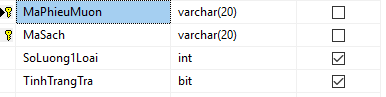 MaPhieuMuon varchar(20)
MaSach varchar(20)
SoLuong1Loai int
TinhTrangTra bit